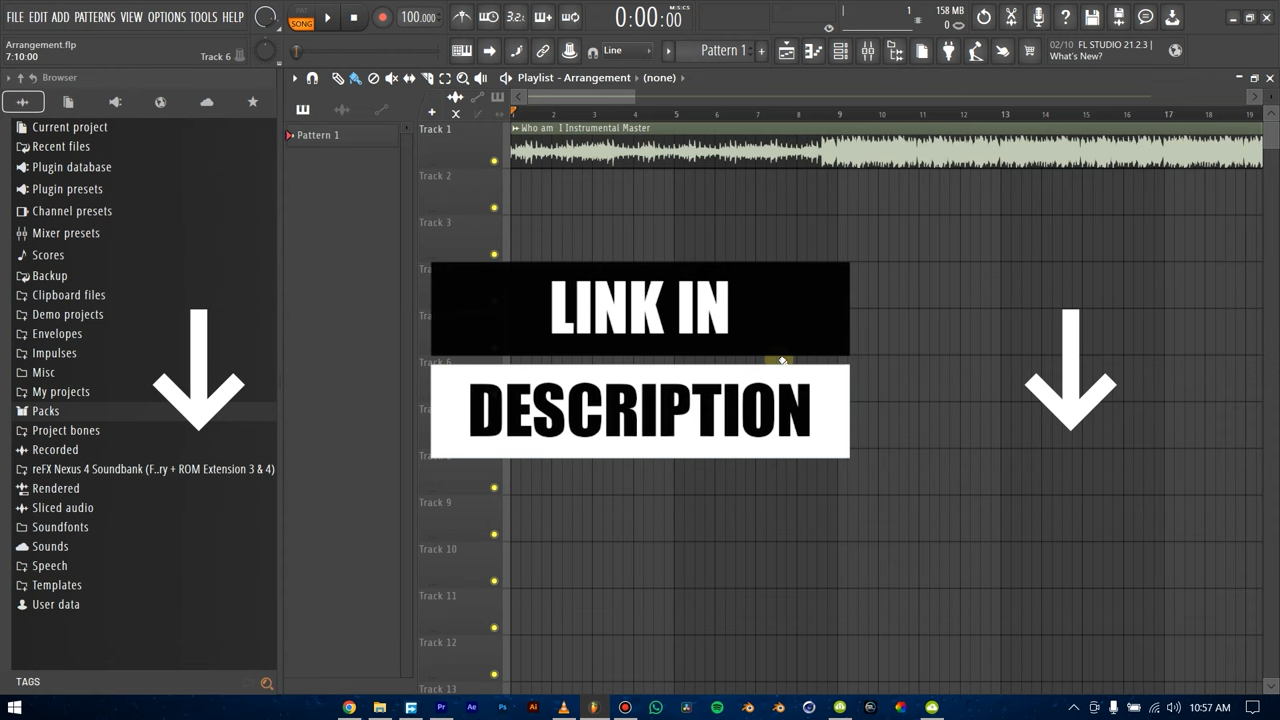 FILE EDIT ADD PATTERNS VIEW OPTIONS TOOLS HELP
PAT
SONG
100.000
3.2:
0:00:00
M:S:CS
1
158 MB
0
Arrangement.flp
7:10:00
Track 6
Line
Pattern 1
02/10 FL STUDIO 21.2.3 |
What's New?
Browser
Playlist - Arrangement
(none)
Current project
Recent files
Plugin database
Plugin presets
Channel presets
Mixer presets
Scores
Backup
Clipboard files
Demo projects
Envelopes
Impulses
Misc
My projects
Packs
Project bones
Recorded
reFX Nexus 4 Soundbank (F..ry + ROM Extension 3 & 4)
Rendered
Sliced audio
Soundfonts
Sounds
Speech
Templates
User data
TAGS
Pattern 1
2 3 4 5 6 7 8 9 10 11 12 13 14 15 16 17 18 19
Track 1
Who am I Instrumental Master
Track 2
Track 3
LINK IN
DESCRIPTION
Track 9
Track 10
Track 11
Track 12
Track 13
10:57 AM